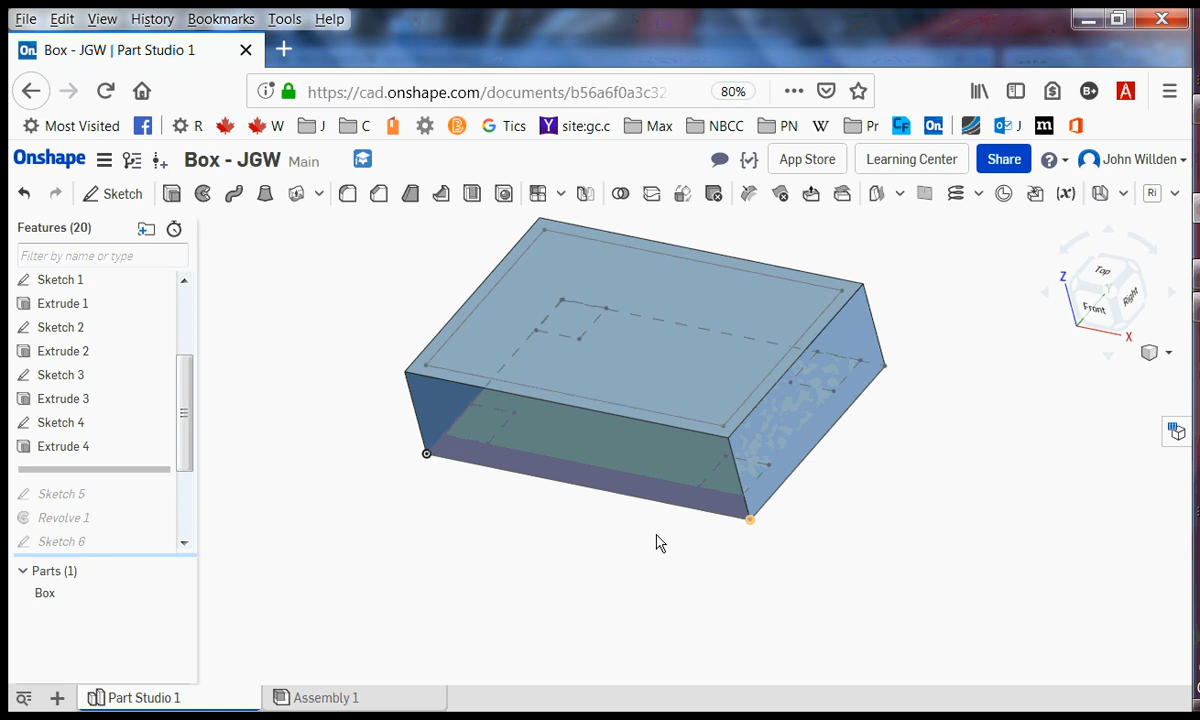 File Edit View History Bookmarks Tools Help
On Box - JGW | Part Studio 1
https://cad.onshape.com/documents/b56a6f0a3c32 80%
Most Visited R W J C Tics site:gc.c Max NBCC PN W Pr CF On J m
Onshape Box - JGW Main App Store Learning Center Share John Willden
Sketch (x) Ri
Features (20)
Filter by name or type
Sketch 1
Extrude 1
Sketch 2
Extrude 2
Sketch 3
Extrude 3
Sketch 4
Extrude 4
Sketch 5
Revolve 1
Sketch 6
Parts (1)
Box
Top
Front
Right
Z
Y
X
Part Studio 1 Assembly 1